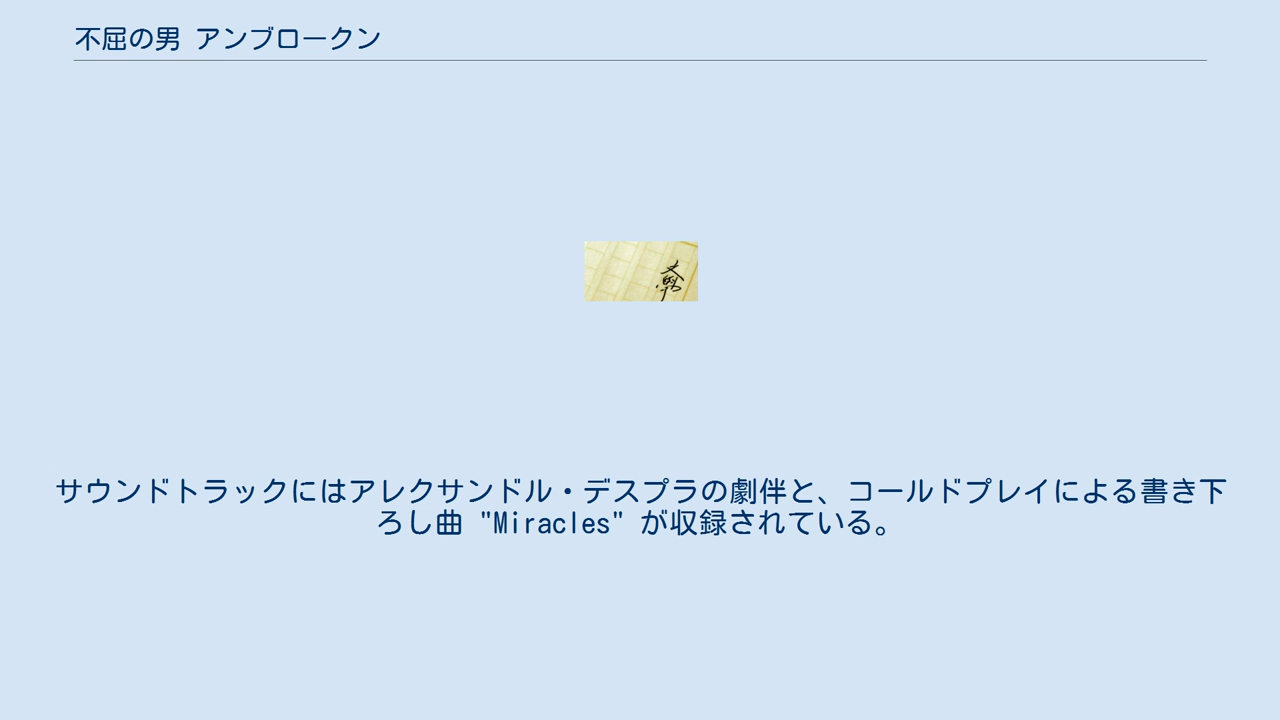 不屈の男 アンブロークン
サウンドトラックにはアレクサンドル・デスプラの劇伴と、コールドプレイによる書き下
ろし曲 "Miracles" が収録されている。